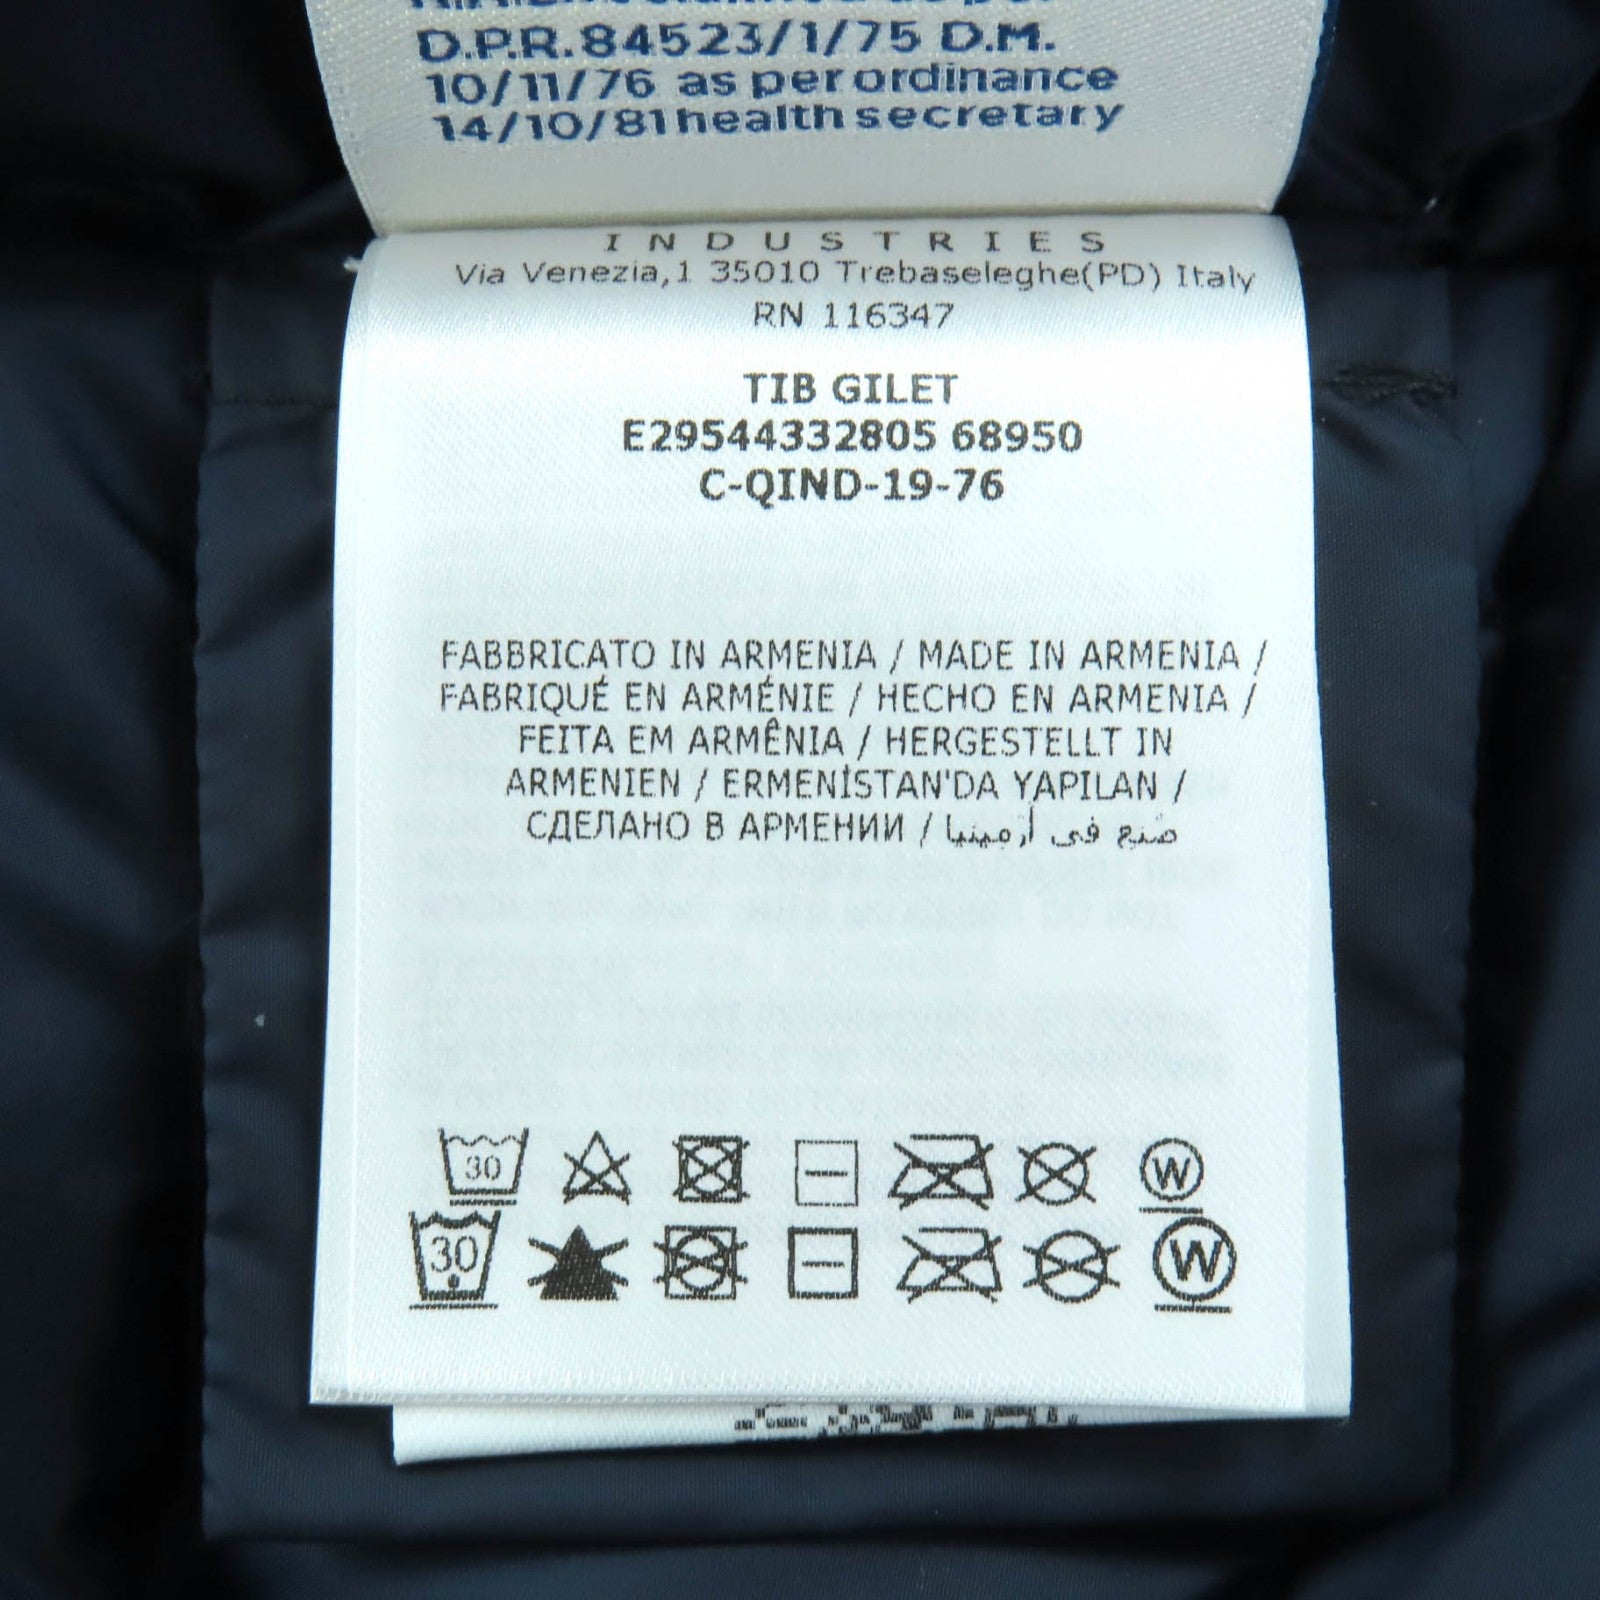 D.P.R. 84523/1/75 D.M.
10/11/76 as per ordinance
14/10/81 health secretary
INDUSTRIES
Via Venezia,1 35010 Trebaseleghe(PD) Italy
RN 116347
TIB GILET
E29544332805 68950
C-QIND-19-76
FABBRICATO IN ARMENIA / MADE IN ARMENIA /
FABRIQUÉ EN ARMÉNIE / HECHO EN ARMENIA /
FEITA EM ARMÊNIA / HERGESTELLT IN
ARMENIEN / ERMENİSTAN'DA YAPILAN /
СДЕЛАНО В АРМЕНИИ / صنع في أرمينيا
30 W
30 W